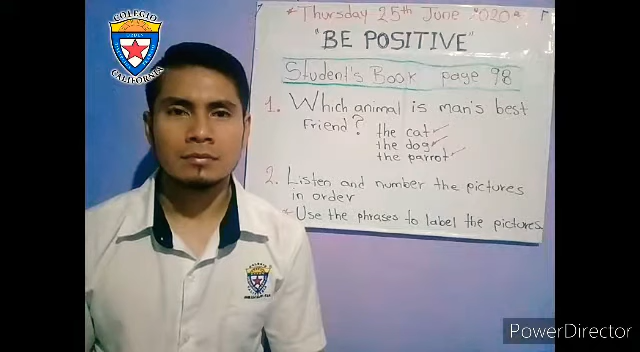 COLEGIO
CALIFORNIA
*Thursday 25th June 2020*
"BE POSITIVE"
Student's Book page 98
1. Which animal is man's best
Friend?
the cat
the dog
the parrot
2. Listen and number the pictures
in order
*Use the phrases to label the pictures.
COLEGIO
PowerDirector